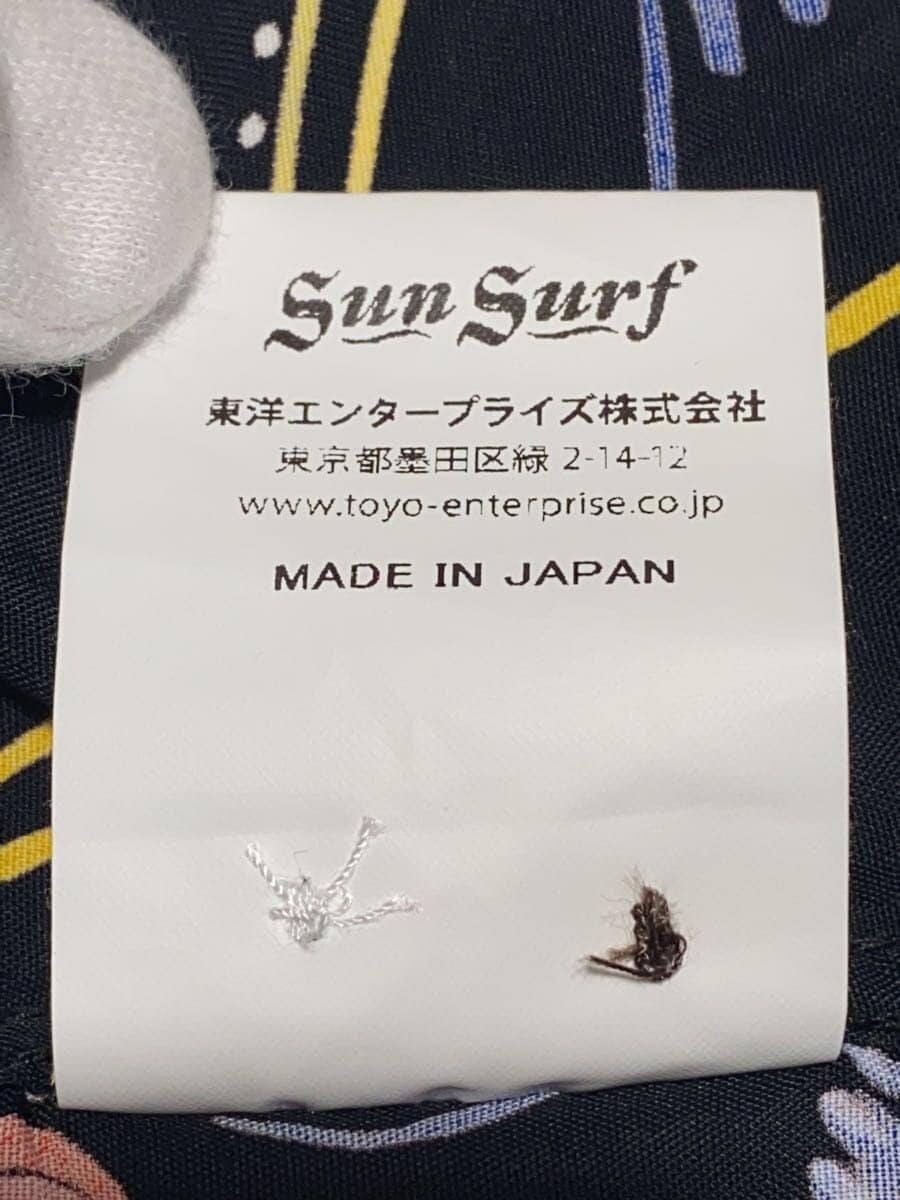 Sun Surf
東洋エンタープライズ株式会社
東京都墨田区緑 2-14-12
www.toyo-enterprise.co.jp
MADE IN JAPAN